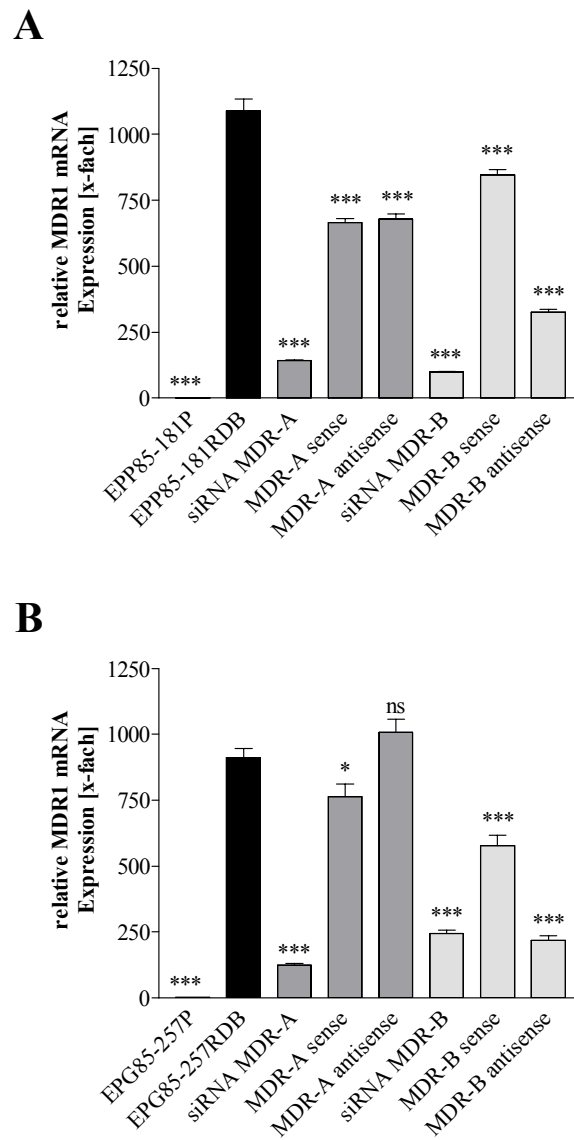 A
relative MDR1 mRNA
Expression [x-fach]
1250
1000
750
500
250
0
***
***
***
***
***
***
***
EPP85-181P
EPP85-181RDB
siRNA MDR-A
MDR-A sense
MDR-A antisense
siRNA MDR-B
MDR-B sense
MDR-B antisense
B
relative MDR1 mRNA
Expression [x-fach]
1250
1000
750
500
250
0
***
***
*
ns
***
***
***
EPG85-257P
EPG85-257RDB
siRNA MDR-A
MDR-A sense
MDR-A antisense
siRNA MDR-B
MDR-B sense
MDR-B antisense